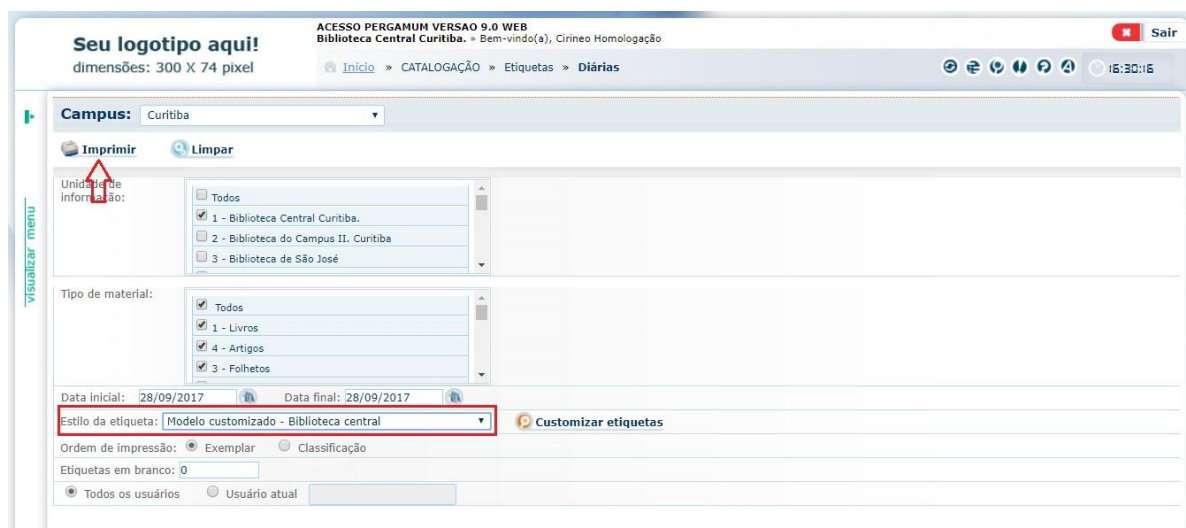 ACESSO PERGAMUM VERSAO 9.0 WEB
Biblioteca Central Curitiba. » Bem-vindo(a), Cirineo Homologação
Sair
Seu logotipo aqui!
dimensões: 300 X 74 pixel
Início » CATALOGAÇÃO » Etiquetas » Diárias
16:30:16
Campus: Curitiba
Imprimir Limpar
visualizar menu
Unidade de
informação:
Todos
1 - Biblioteca Central Curitiba.
2 - Biblioteca do Campus II. Curitiba
3 - Biblioteca de São José
Tipo de material:
Todos
1 - Livros
4 - Artigos
3 - Folhetos
Data inicial: 28/09/2017 Data final: 28/09/2017
Estilo da etiqueta: Modelo customizado - Biblioteca central Customizar etiquetas
Ordem de impressão: Exemplar Classificação
Etiquetas em branco: 0
Todos os usuários Usuário atual